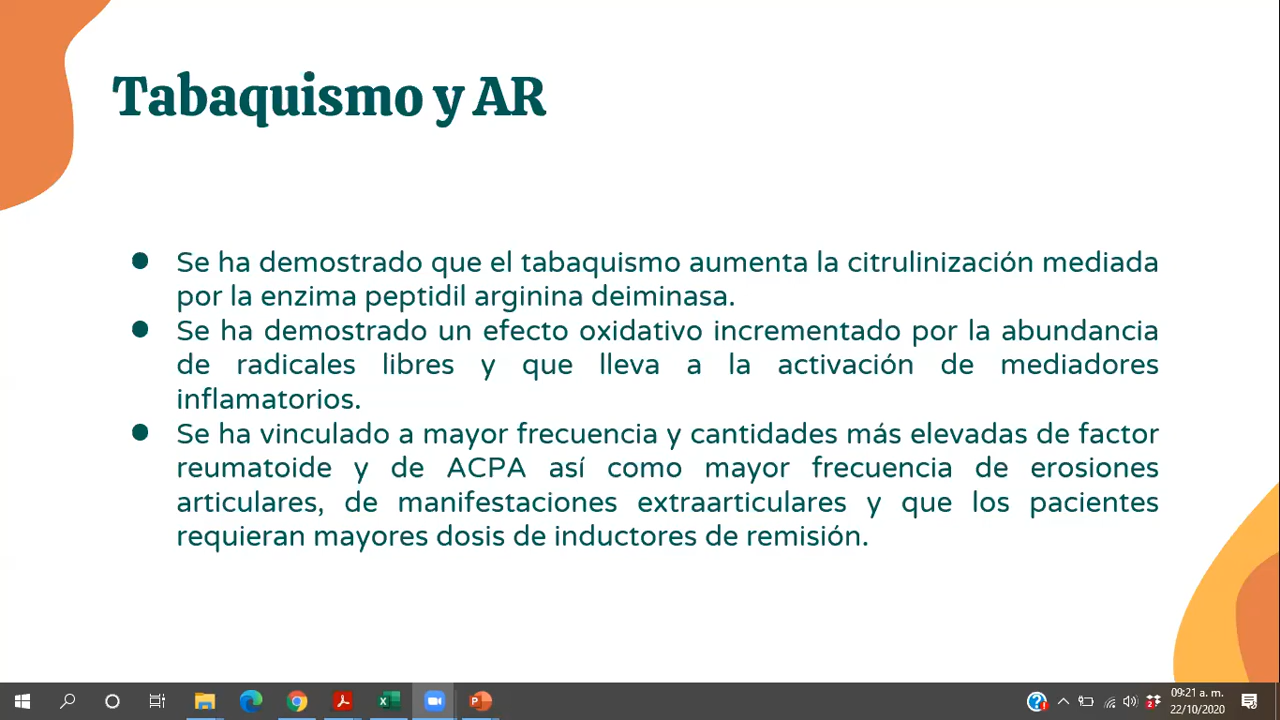 Tabaquismo y AR
● Se ha demostrado que el tabaquismo aumenta la citrulinización mediada
por la enzima peptidil arginina deiminasa.
● Se ha demostrado un efecto oxidativo incrementado por la abundancia
de radicales libres y que lleva a la activación de mediadores
inflamatorios.
● Se ha vinculado a mayor frecuencia y cantidades más elevadas de factor
reumatoide y de ACPA así como mayor frecuencia de erosiones
articulares, de manifestaciones extraarticulares y que los pacientes
requieran mayores dosis de inductores de remisión.
09:21 a. m.
22/10/2020